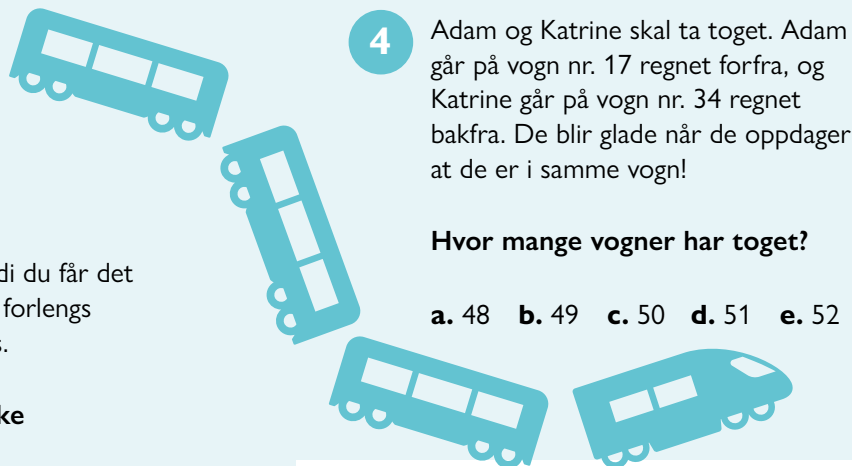 4
Adam og Katrine skal ta toget. Adam
går på vogn nr. 17 regnet forfra, og
Katrine går på vogn nr. 34 regnet
bakfra. De blir glade når de oppdager
at de er i samme vogn!
Hvor mange vogner har toget?
a. 48 b. 49 c. 50 d. 51 e. 52
di du får det
forlengs
s.
ke